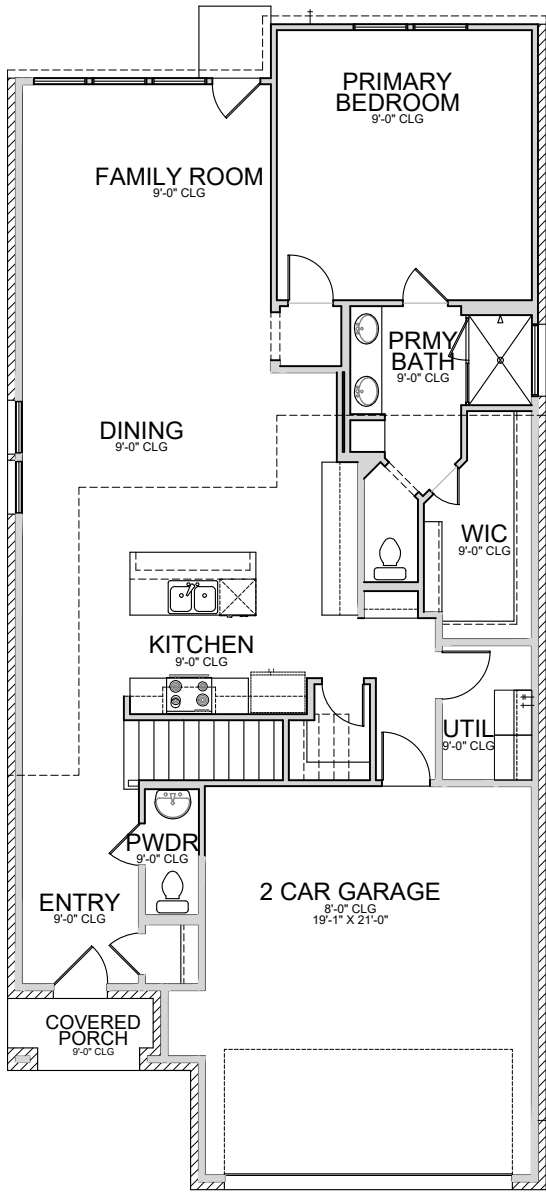 PRIMARY
BEDROOM
9'-0" CLG
FAMILY ROOM
9'-0" CLG
PRMY
BATH
9'-0" CLG
DINING
9'-0" CLG
WIC
9'-0" CLG
KITCHEN
9'-0" CLG
UTIL
9'-0" CLG
PWDR
9'-0" CLG
2 CAR GARAGE
8'-0" CLG
19'-1" X 21'-0"
ENTRY
9'-0" CLG
COVERED
PORCH
9'-0" CLG